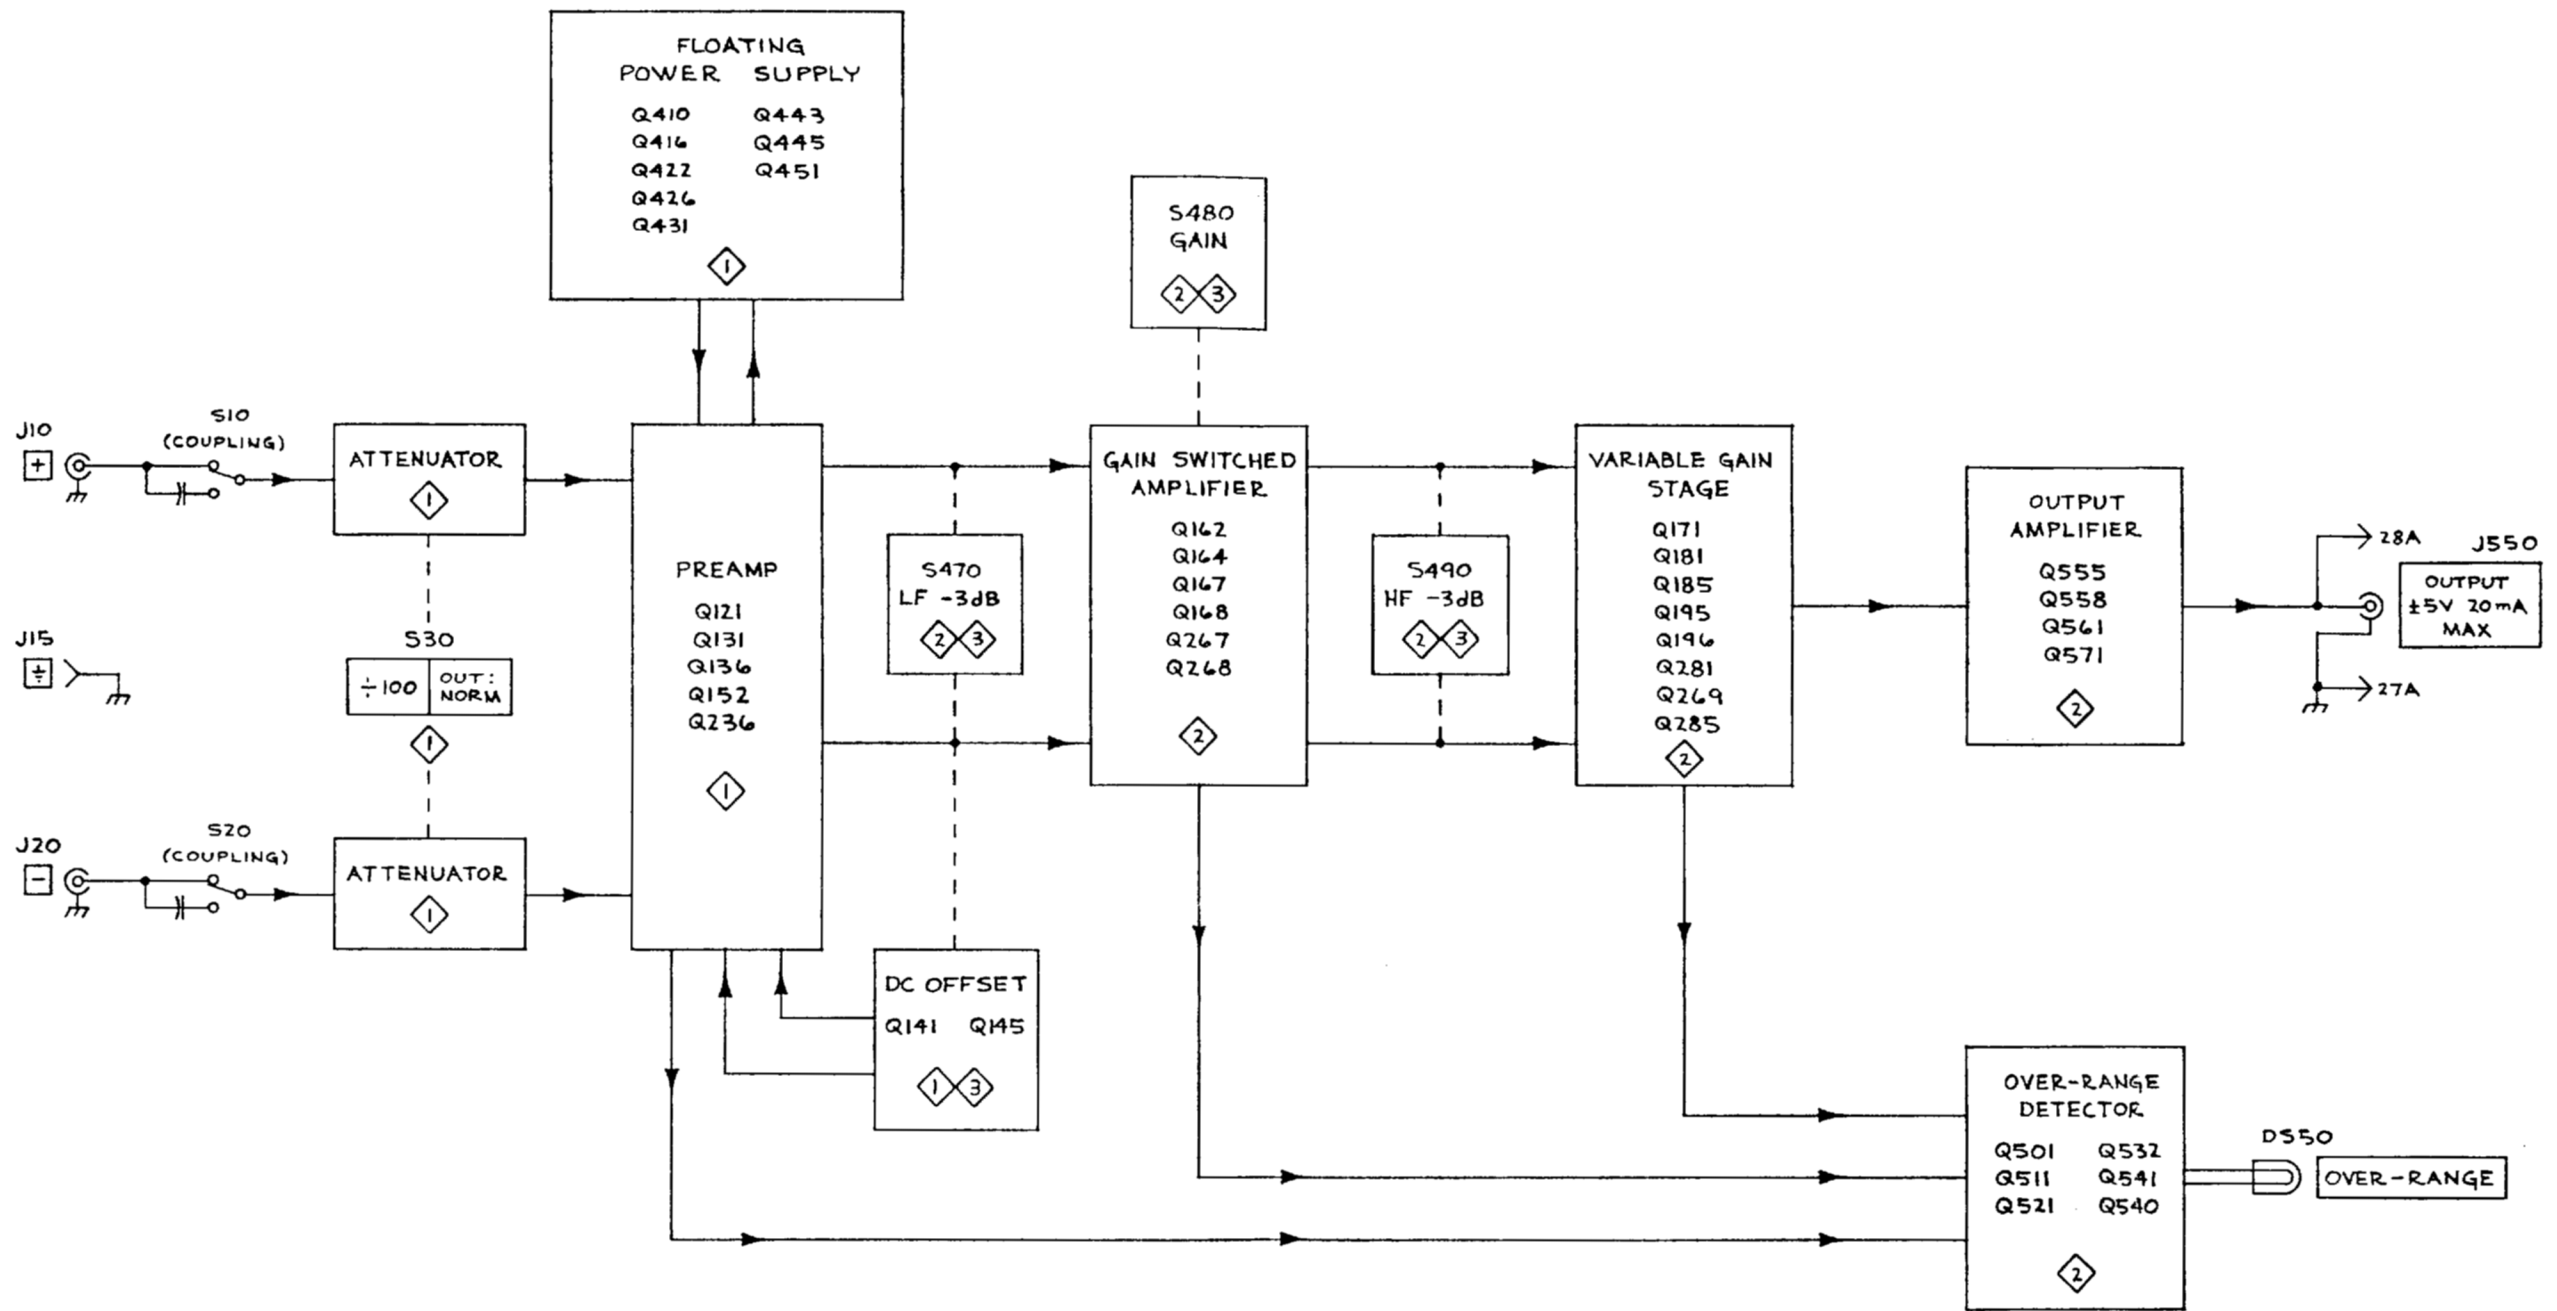 FLOATING
POWER SUPPLY
Q410 Q443
Q416 Q445
Q422 Q451
Q426
Q431
1
S480
GAIN
2 3
J10
+
S10
(COUPLING)
ATTENUATOR
1
J15
S30
÷100
OUT:
NORM
1
J20
-
S20
(COUPLING)
ATTENUATOR
1
PREAMP
Q121
Q131
Q136
Q152
Q236
1
S470
LF -3dB
2 3
DC OFFSET
Q141 Q145
1 3
GAIN SWITCHED
AMPLIFIER
Q162
Q164
Q167
Q168
Q267
Q268
2
S490
HF -3dB
2 3
VARIABLE GAIN
STAGE
Q171
Q181
Q185
Q195
Q196
Q281
Q269
Q285
2
OUTPUT
AMPLIFIER
Q555
Q558
Q561
Q571
2
28A
J550
OUTPUT
±5V 20mA
MAX
27A
OVER-RANGE
DETECTOR
Q501 Q532
Q511 Q541
Q521 Q540
2
DS50
OVER-RANGE